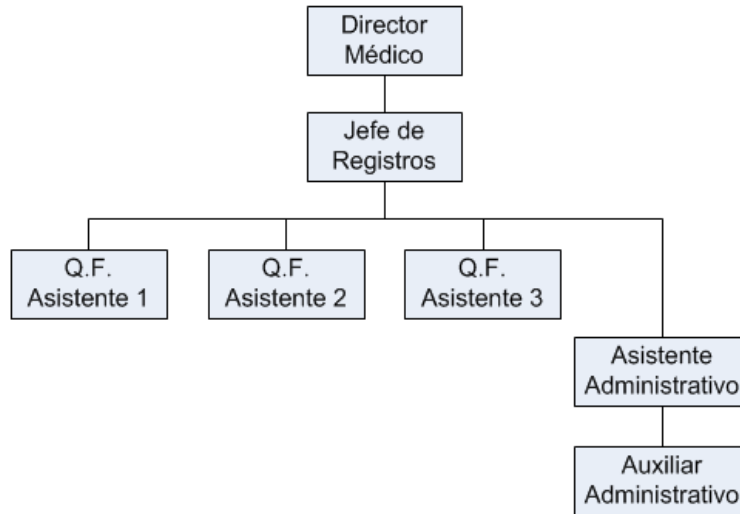 Director
Médico
Jefe de
Registros
Q.F.
Asistente 1
Q.F.
Asistente 2
Q.F.
Asistente 3
Asistente
Administrativo
Auxiliar
Administrativo